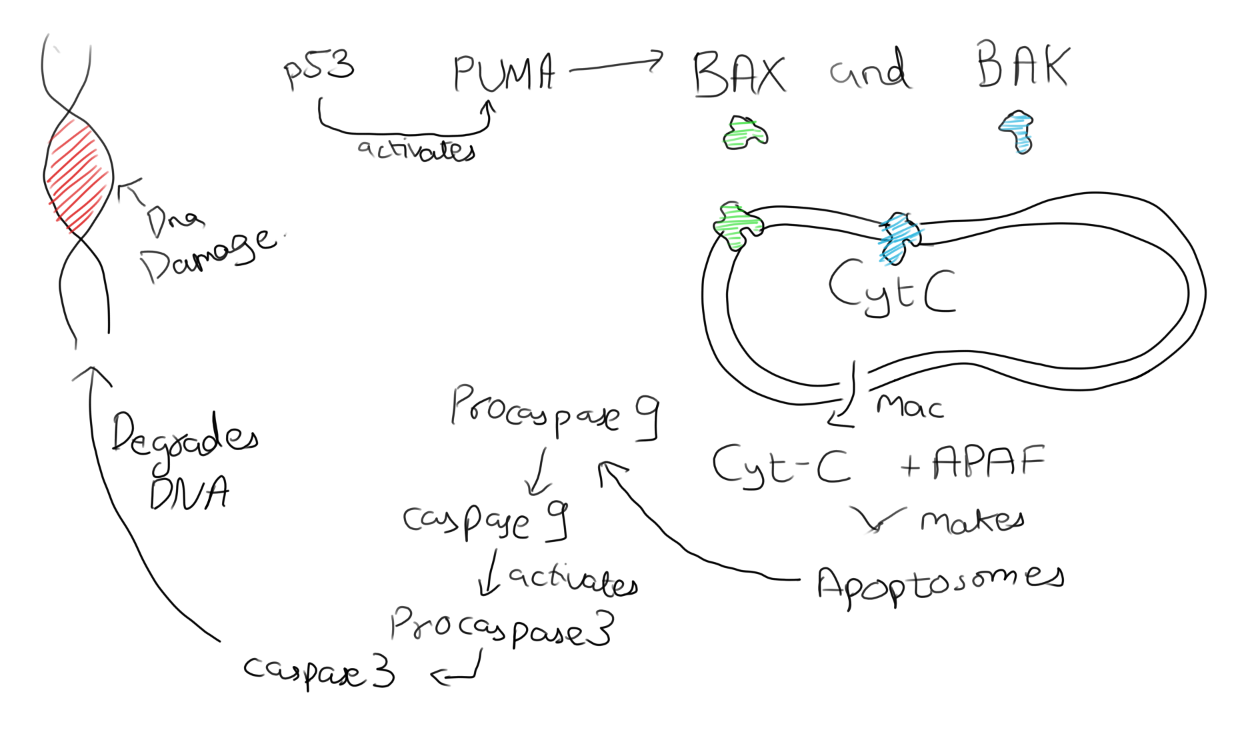 p53
PUMA → BAX and BAK
activates
Dna
Damage.
CytC
Mac
Cyt-C + APAF
makes
Apoptosomes
Procaspase 9
caspase 9
activates
Procaspase3
caspase3
Degrades
DNA